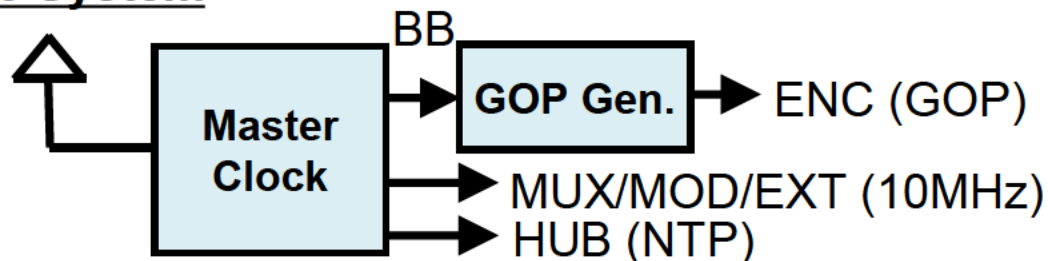 BB
Master
Clock
GOP Gen.
ENC (GOP)
MUX/MOD/EXT (10MHz)
HUB (NTP)